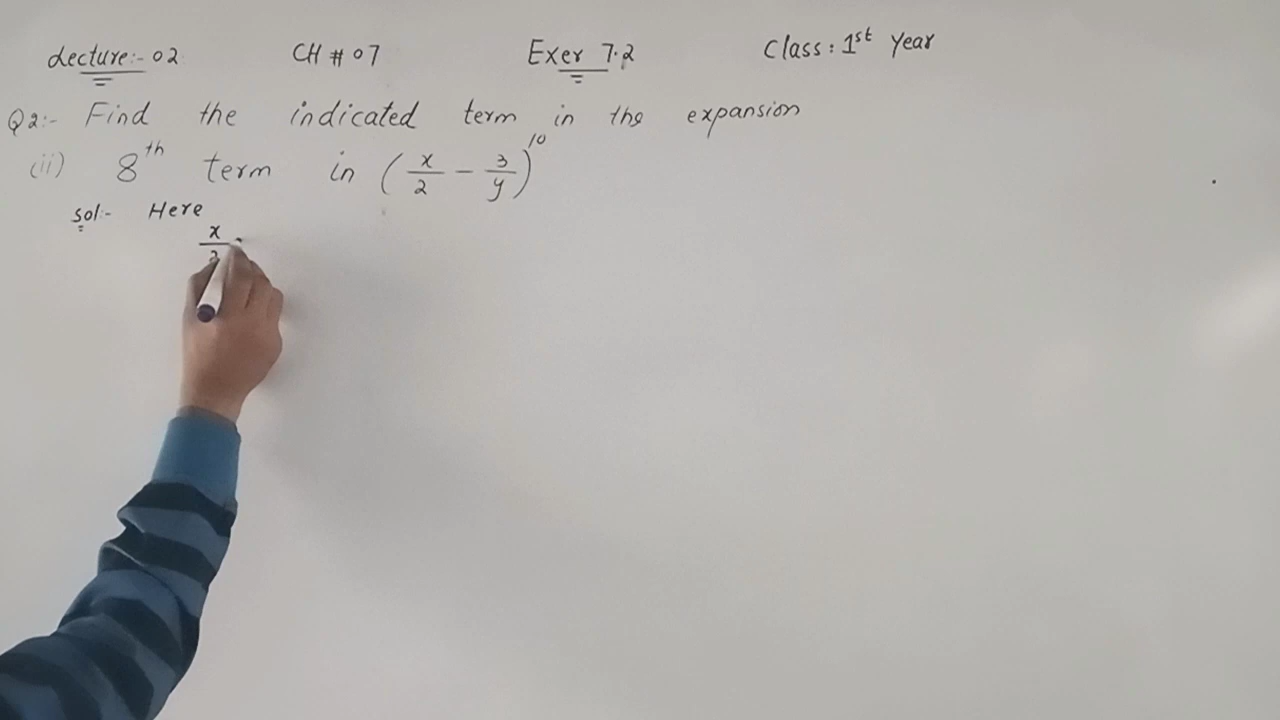 Lecture:- 02 CH # 07 Exer 7.2 Class: 1st Year
Q2:- Find the indicated term in the expansion
(ii) 8th term in (x/2 - 3/y)^10
Sol:- Here
x/2